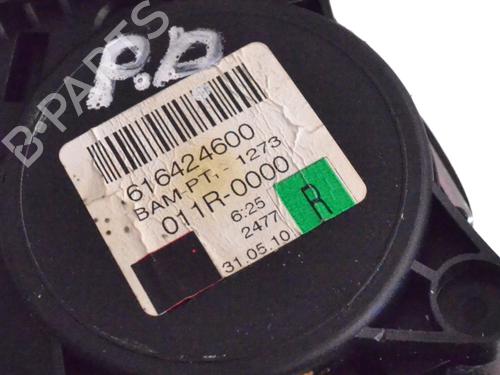 P.D
616424600
BAM-PT, - 1273
011R-0000
6:25
2477
31.05.10
R
B-PARTS